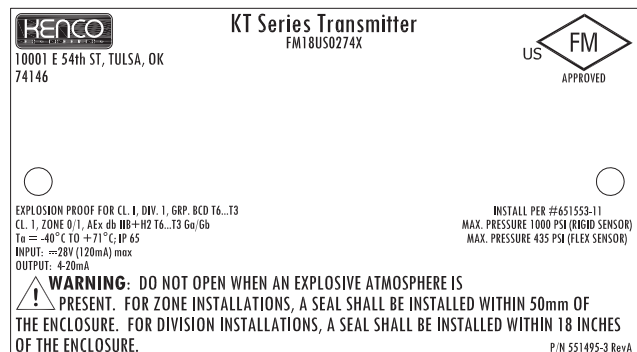 KENCO
KT Series Transmitter
FM18US0274X
10001 E 54th ST, TULSA, OK
74146
US FM
APPROVED
EXPLOSION PROOF FOR CL. I, DIV. 1, GRP. BCD T6...T3
CL. 1, ZONE 0/1, AEx db IIB+H2 T6...T3 Ga/Gb
Ta = -40°C TO +71°C; IP 65
INPUT: ⎓28V (120mA) max
OUTPUT: 4-20mA
INSTALL PER #651553-11
MAX. PRESSURE 1000 PSI (RIGID SENSOR)
MAX. PRESSURE 435 PSI (FLEX SENSOR)
WARNING: DO NOT OPEN WHEN AN EXPLOSIVE ATMOSPHERE IS
PRESENT. FOR ZONE INSTALLATIONS, A SEAL SHALL BE INSTALLED WITHIN 50mm OF
THE ENCLOSURE. FOR DIVISION INSTALLATIONS, A SEAL SHALL BE INSTALLED WITHIN 18 INCHES
OF THE ENCLOSURE.
P/N 551495-3 RevA